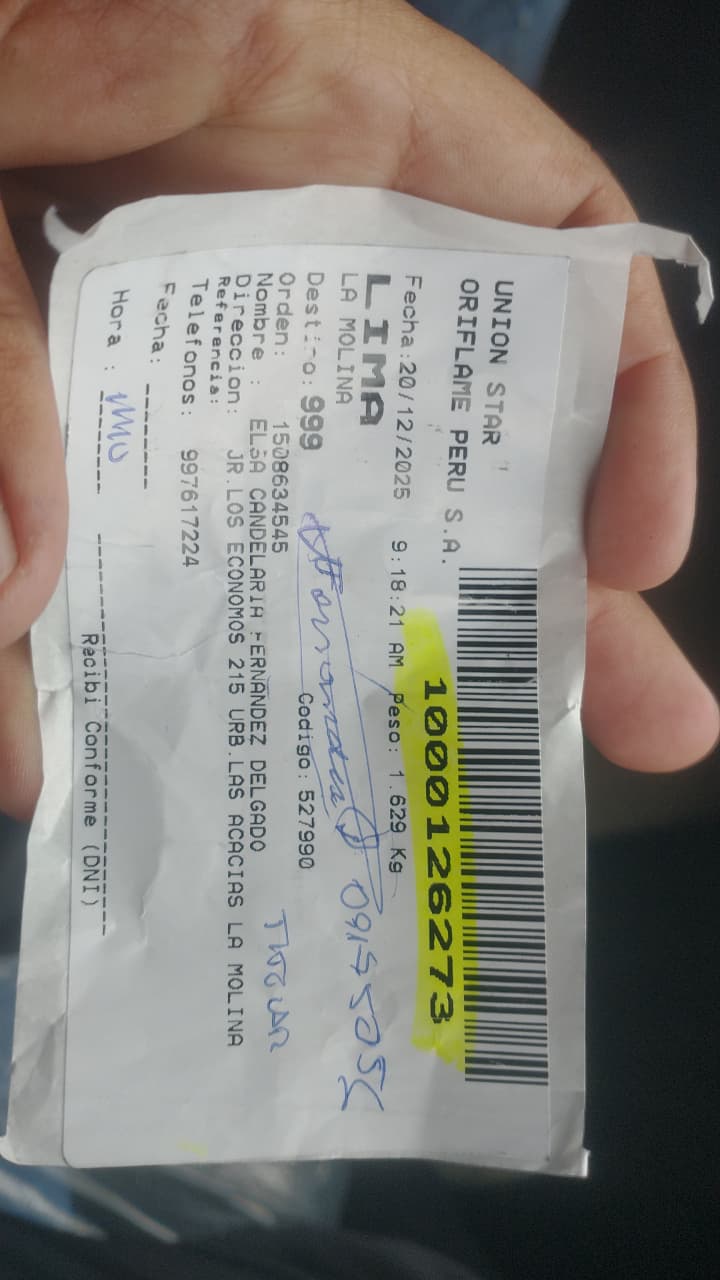 UNION STAR
ORIFLAME PERU S.A.
1000126273
Fecha:20/12/2025 9:18:21 AM Peso: 1.629 Kg
LIMA
LA MOLINA
Destino: 999 Codigo: 527990
Orden: 1508634545
Nombre : ELSA CANDELARIA FERNANDEZ DELGADO
Direccion: JR.LOS ECONOMOS 215 URB.LAS ACACIAS LA MOLINA
Referencia:
Telefonos: 997617224
Fecha: --------
Hora : --------
Recibi Conforme (DNI)